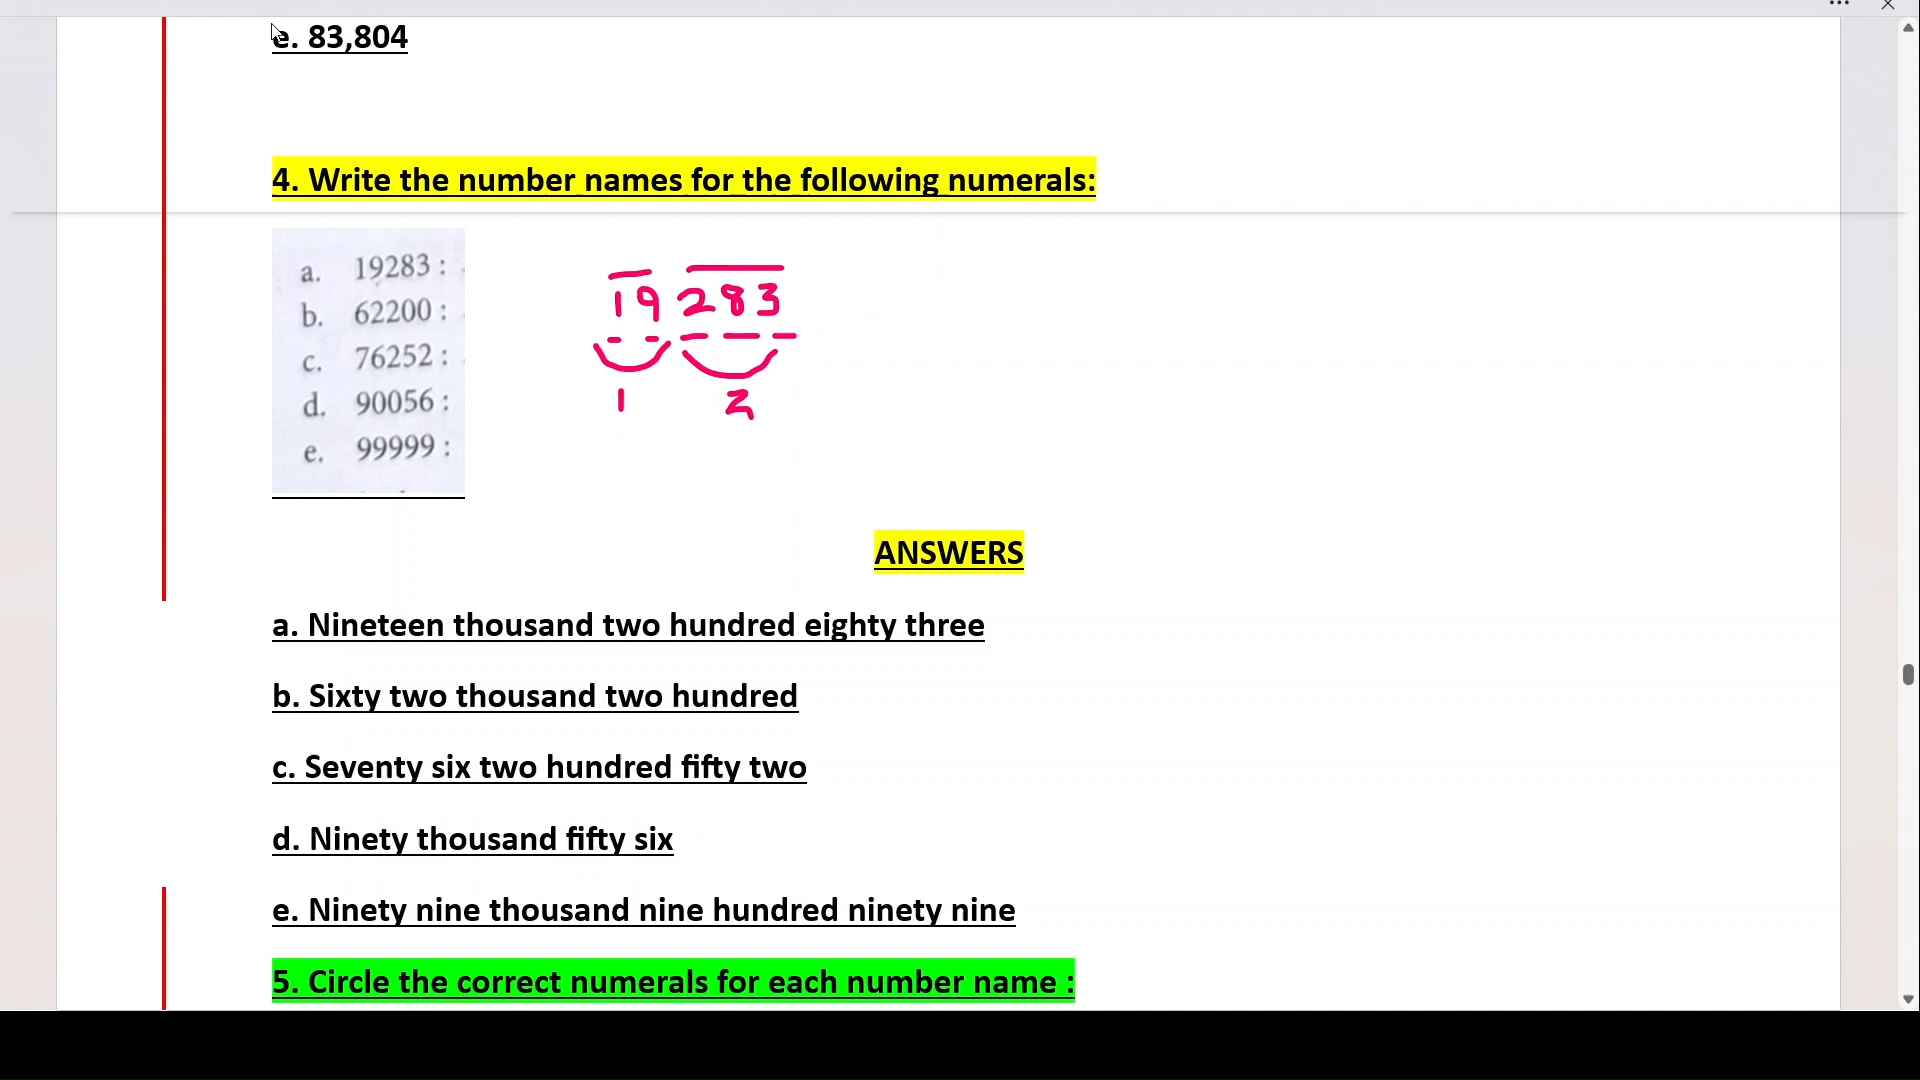 e. 83,804
4. Write the number names for the following numerals:
a. 19283 :
b. 62200 :
c. 76252 :
d. 90056 :
e. 99999 :
19 283
1 2
ANSWERS
a. Nineteen thousand two hundred eighty three
b. Sixty two thousand two hundred
c. Seventy six two hundred fifty two
d. Ninety thousand fifty six
e. Ninety nine thousand nine hundred ninety nine
5. Circle the correct numerals for each number name :